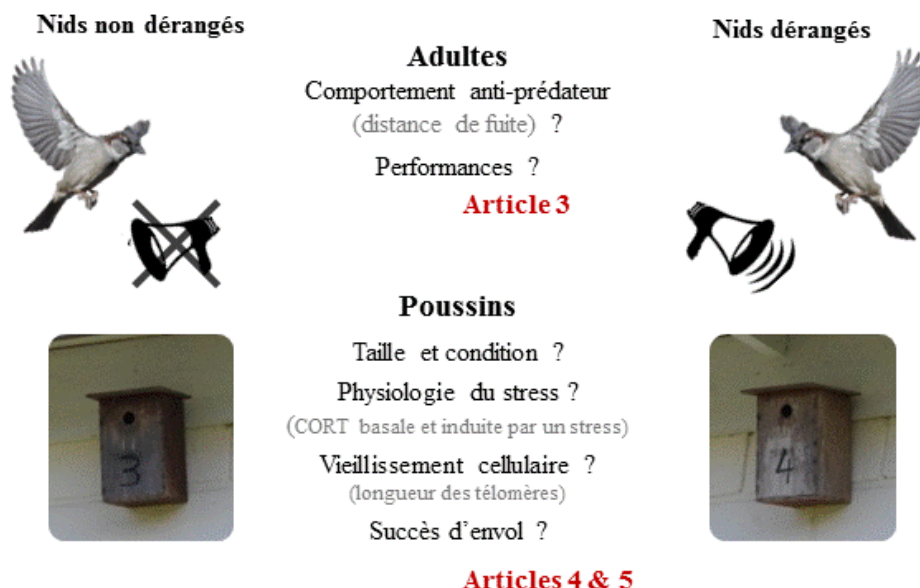 Nids non dérangés
Nids dérangés
Adultes
Comportement anti-prédateur
(distance de fuite) ?
Performances ?
Article 3
Poussins
Taille et condition ?
Physiologie du stress ?
(CORT basale et induite par un stress)
Vieillissement cellulaire ?
(longueur des télomères)
Succès d'envol ?
3
4
Articles 4 & 5